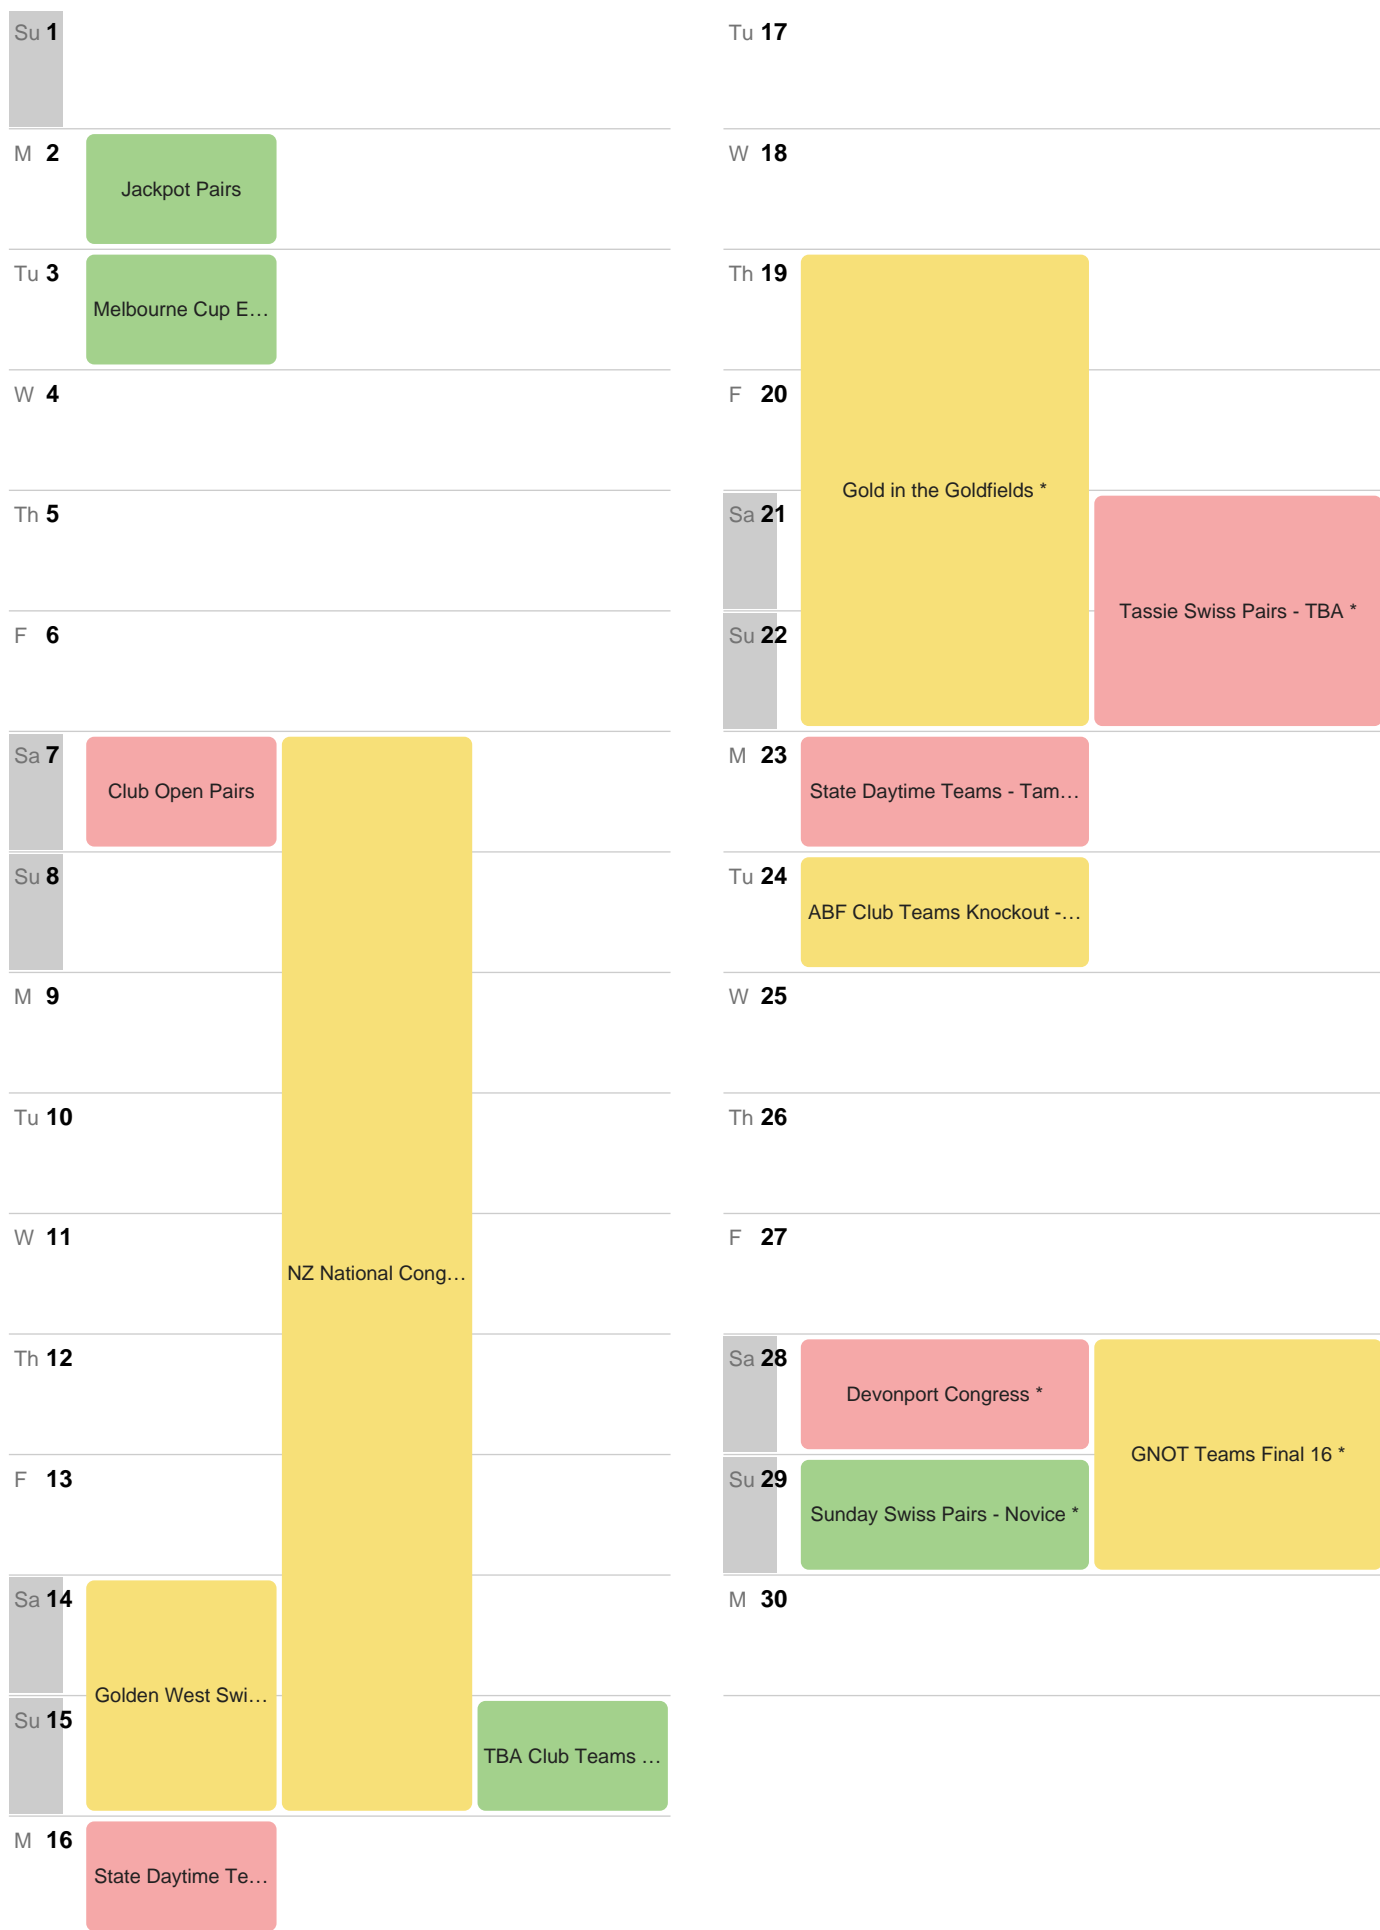 Su 1
M 2
Jackpot Pairs
Tu 3
Melbourne Cup E…
W 4
Th 5
F 6
Sa 7
Club Open Pairs
Su 8
M 9
Tu 10
W 11
NZ National Cong…
Th 12
F 13
Sa 14
Golden West Swi…
Su 15
TBA Club Teams …
M 16
State Daytime Te…
Tu 17
W 18
Th 19
F 20
Gold in the Goldfields *
Sa 21
Tassie Swiss Pairs - TBA *
Su 22
M 23
State Daytime Teams - Tam…
Tu 24
ABF Club Teams Knockout -…
W 25
Th 26
F 27
Sa 28
Devonport Congress *
GNOT Teams Final 16 *
Su 29
Sunday Swiss Pairs - Novice *
M 30